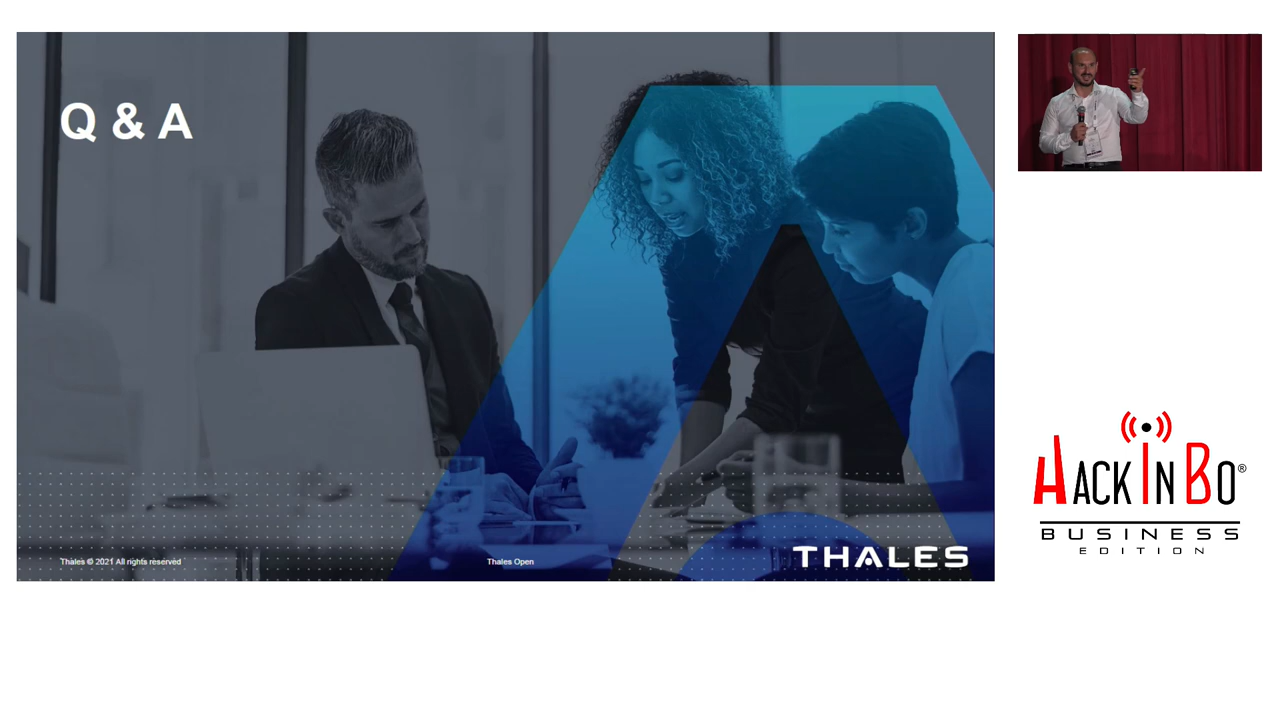 Q & A
Thales © 2021 All rights reserved
Thales Open
THALES
HACKINBO®
BUSINESS
EDITION